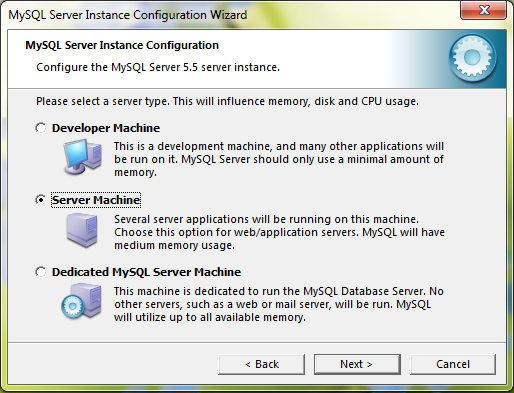 MySQL Server Instance Configuration Wizard
MySQL Server Instance Configuration
Configure the MySQL Server 5.5 server instance.
Please select a server type. This will influence memory, disk and CPU usage.
Developer Machine
This is a development machine, and many other applications will
be run on it. MySQL Server should only use a minimal amount of
memory.
Server Machine
Several server applications will be running on this machine.
Choose this option for web/application servers. MySQL will have
medium memory usage.
Dedicated MySQL Server Machine
This machine is dedicated to run the MySQL Database Server. No
other servers, such as a web or mail server, will be run. MySQL
will utilize up to all available memory.
< Back
Next >
Cancel